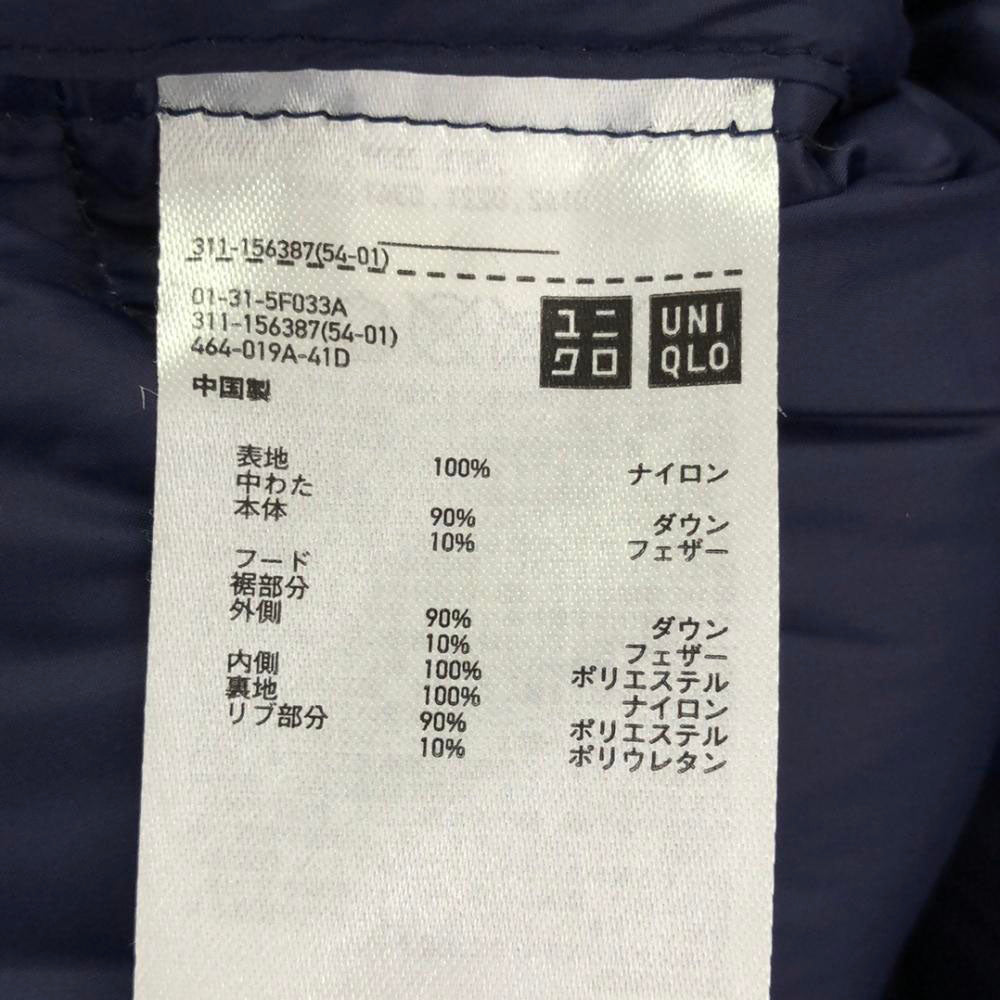 311-156387(54-01)
01-31-5F033A
311-156387(54-01)
464-019A-41D
中国製
ユニ
クロ
UNI
QLO
表地 100% ナイロン
中わた
本体 90% ダウン
10% フェザー
フード
裾部分
外側 90% ダウン
10% フェザー
内側 100% ポリエステル
裏地 100% ナイロン
リブ部分 90% ポリエステル
10% ポリウレタン